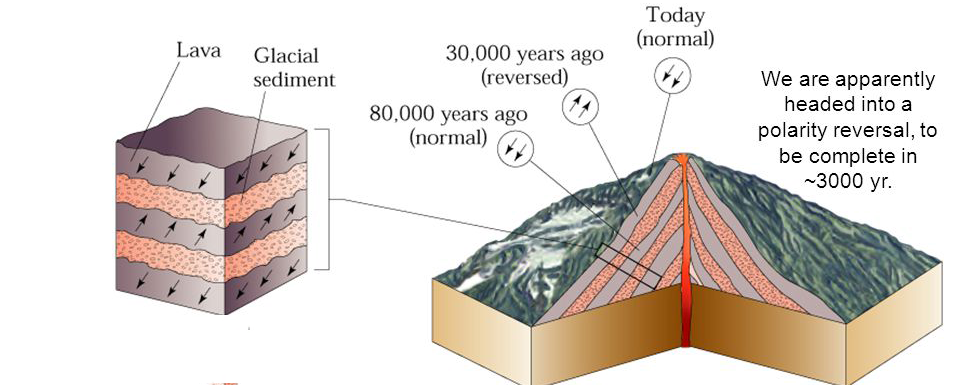 Lava
Glacial
sediment
Today
(normal)
30,000 years ago
(reversed)
80,000 years ago
(normal)
We are apparently
headed into a
polarity reversal, to
be complete in
~3000 yr.